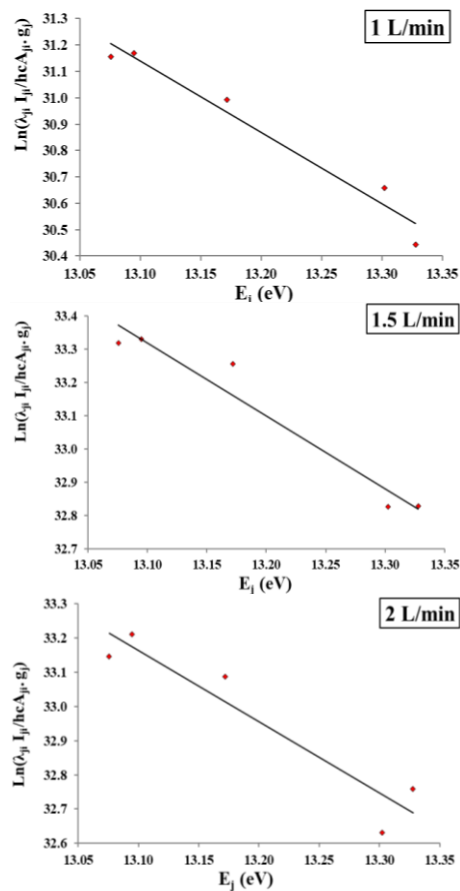 1 L/min
Ln(λji Iji/hcAji. gj)
31.3
31.2
31.1
31.0
30.9
30.8
30.7
30.6
30.5
30.4
13.05 13.10 13.15 13.20 13.25 13.30 13.35
Ej (eV)
1.5 L/min
Ln(λji Iji/hcAji. gj)
33.4
33.3
33.2
33.1
33.0
32.9
32.8
32.7
13.05 13.10 13.15 13.20 13.25 13.30 13.35
Ej (eV)
2 L/min
Ln(λji Iji/hcAji. gj)
33.3
33.2
33.1
33.0
32.9
32.8
32.7
32.6
13.05 13.10 13.15 13.20 13.25 13.30 13.35
Ej (eV)